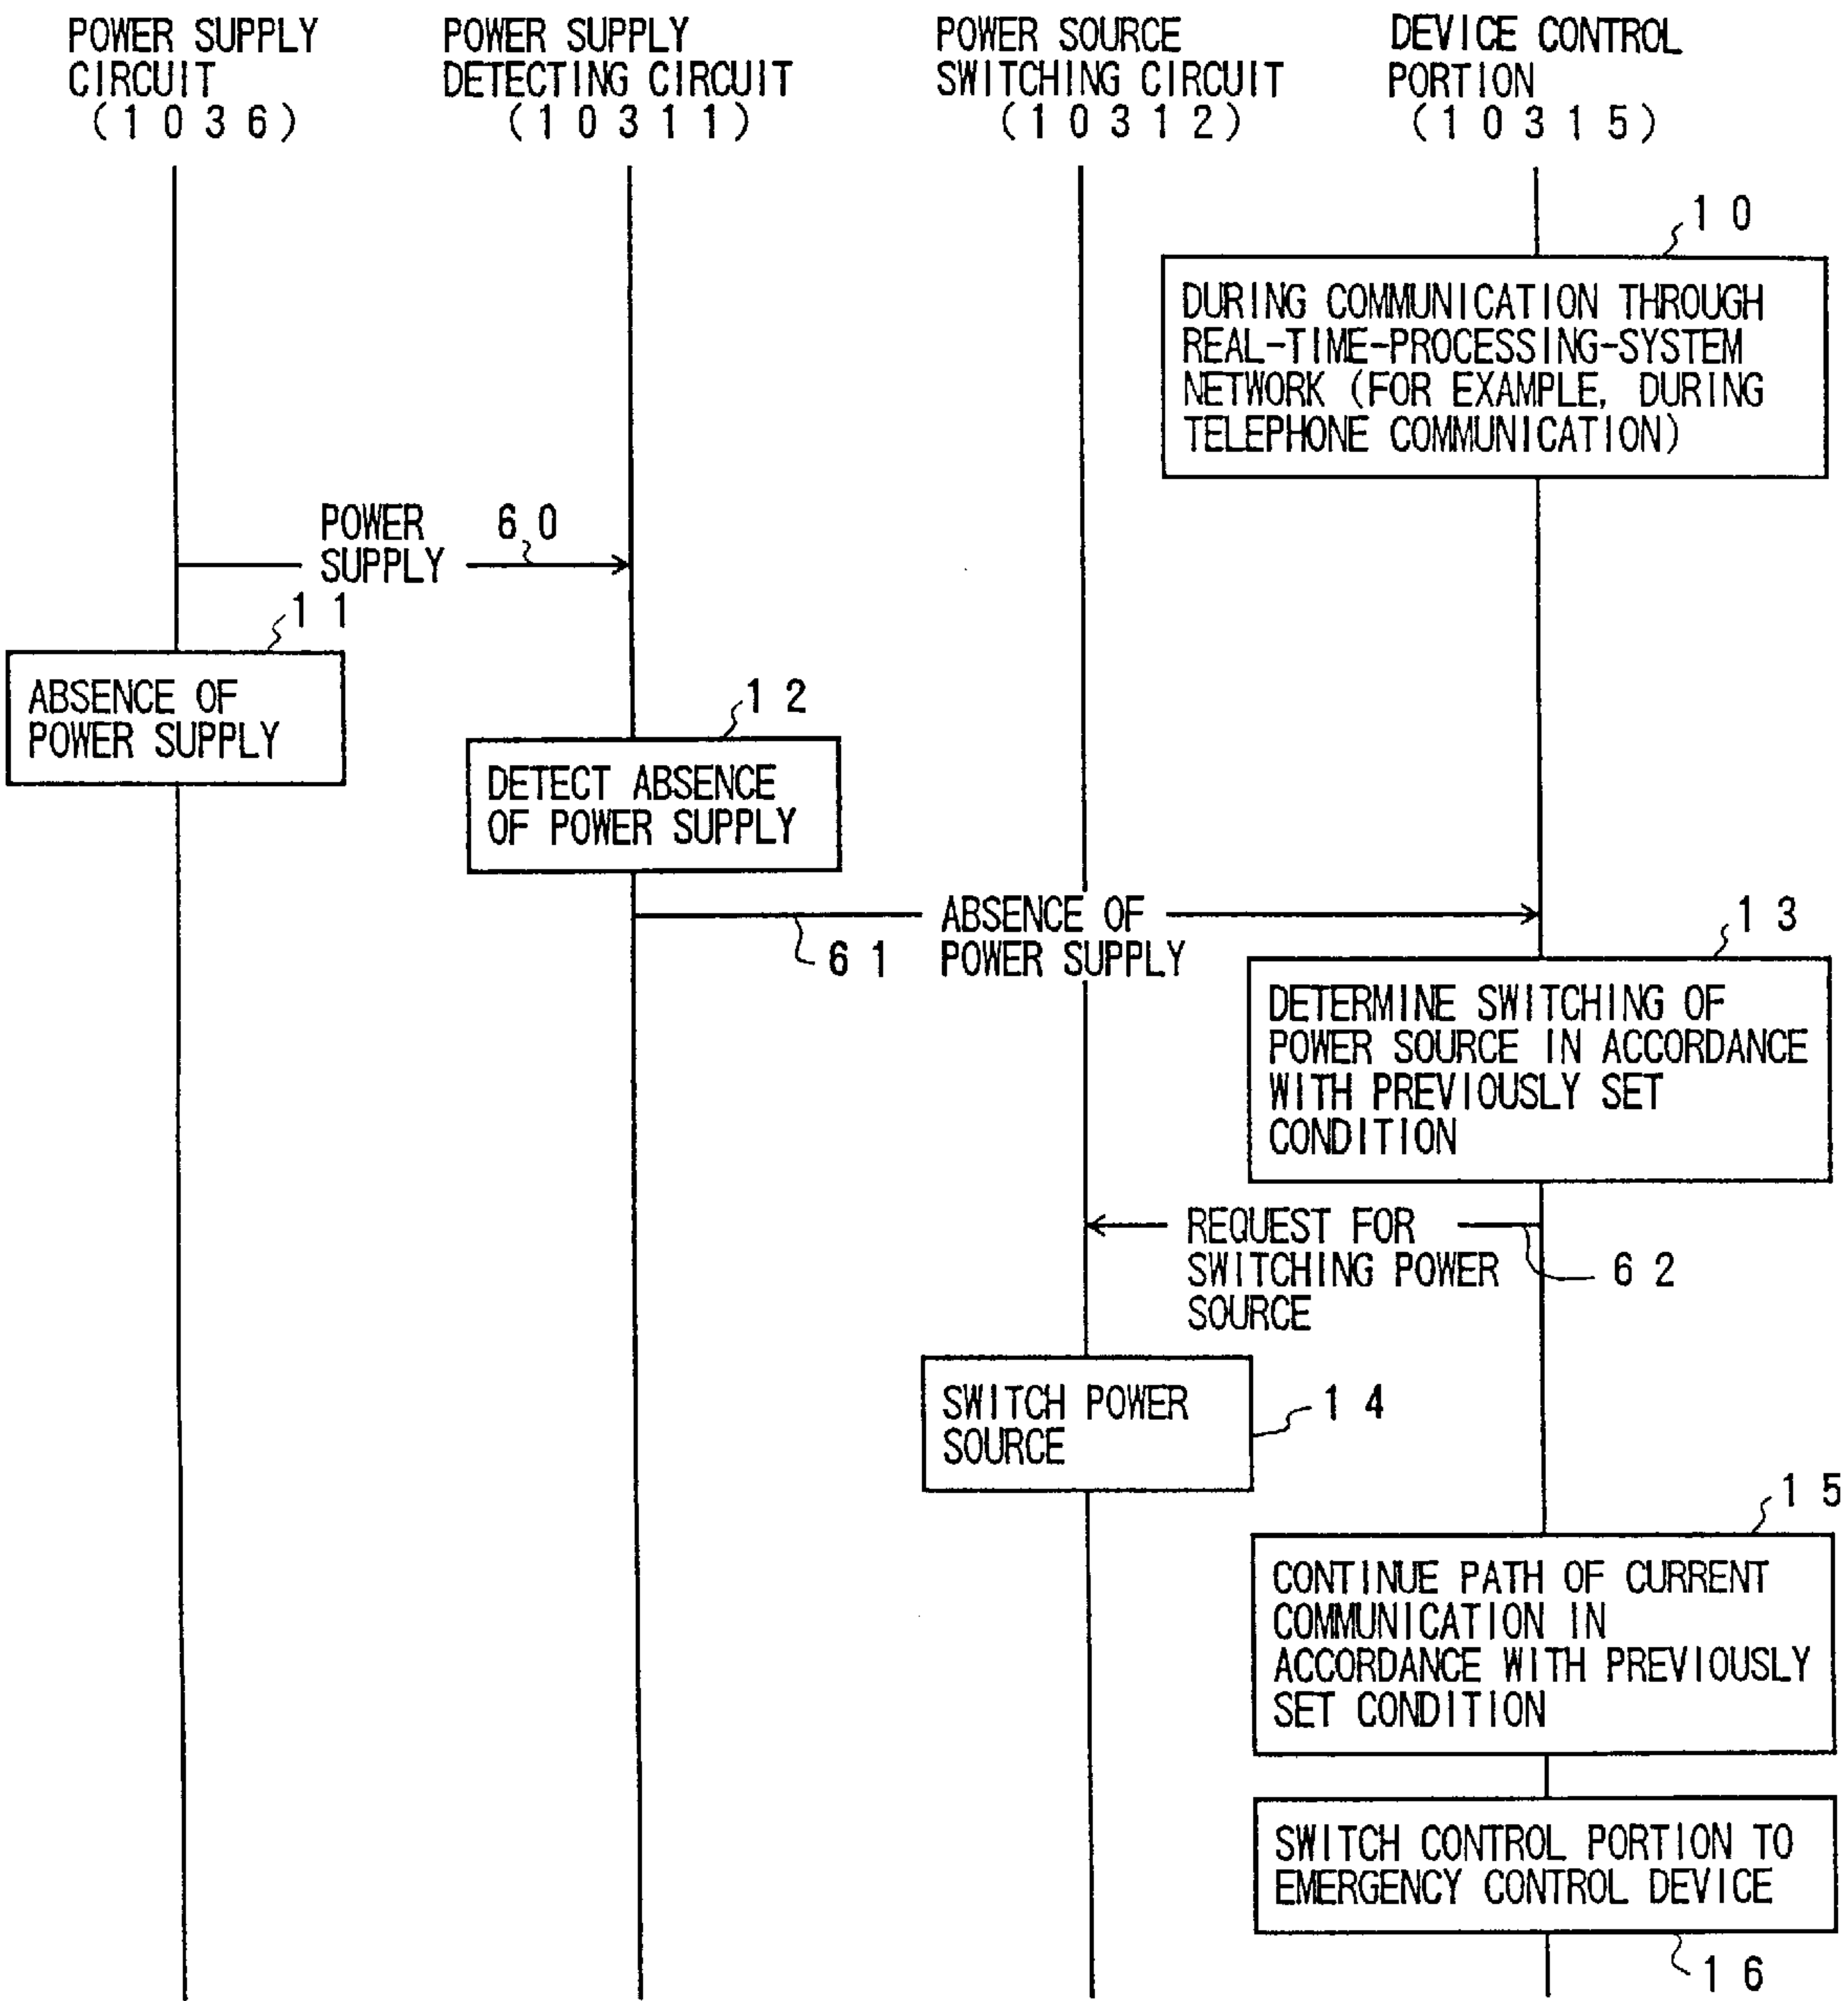 POWER SUPPLY
CIRCUIT
(1036)
POWER SUPPLY
DETECTING CIRCUIT
(10311)
POWER SOURCE
SWITCHING CIRCUIT
(10312)
DEVICE CONTROL
PORTION
(10315)
10
DURING COMMUNICATION THROUGH
REAL-TIME-PROCESSING-SYSTEM
NETWORK (FOR EXAMPLE, DURING
TELEPHONE COMMUNICATION)
POWER
SUPPLY
60
11
ABSENCE OF
POWER SUPPLY
12
DETECT ABSENCE
OF POWER SUPPLY
61
ABSENCE OF
POWER SUPPLY
13
DETERMINE SWITCHING OF
POWER SOURCE IN ACCORDANCE
WITH PREVIOUSLY SET
CONDITION
REQUEST FOR
SWITCHING POWER
SOURCE
62
SWITCH POWER
SOURCE
14
15
CONTINUE PATH OF CURRENT
COMMUNICATION IN
ACCORDANCE WITH PREVIOUSLY
SET CONDITION
SWITCH CONTROL PORTION TO
EMERGENCY CONTROL DEVICE
16